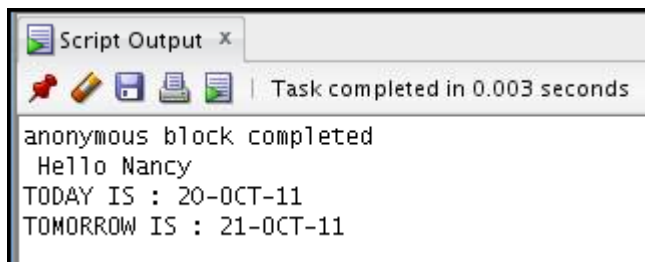 Script Output x
Task completed in 0.003 seconds
anonymous block completed
Hello Nancy
TODAY IS : 20-OCT-11
TOMORROW IS : 21-OCT-11